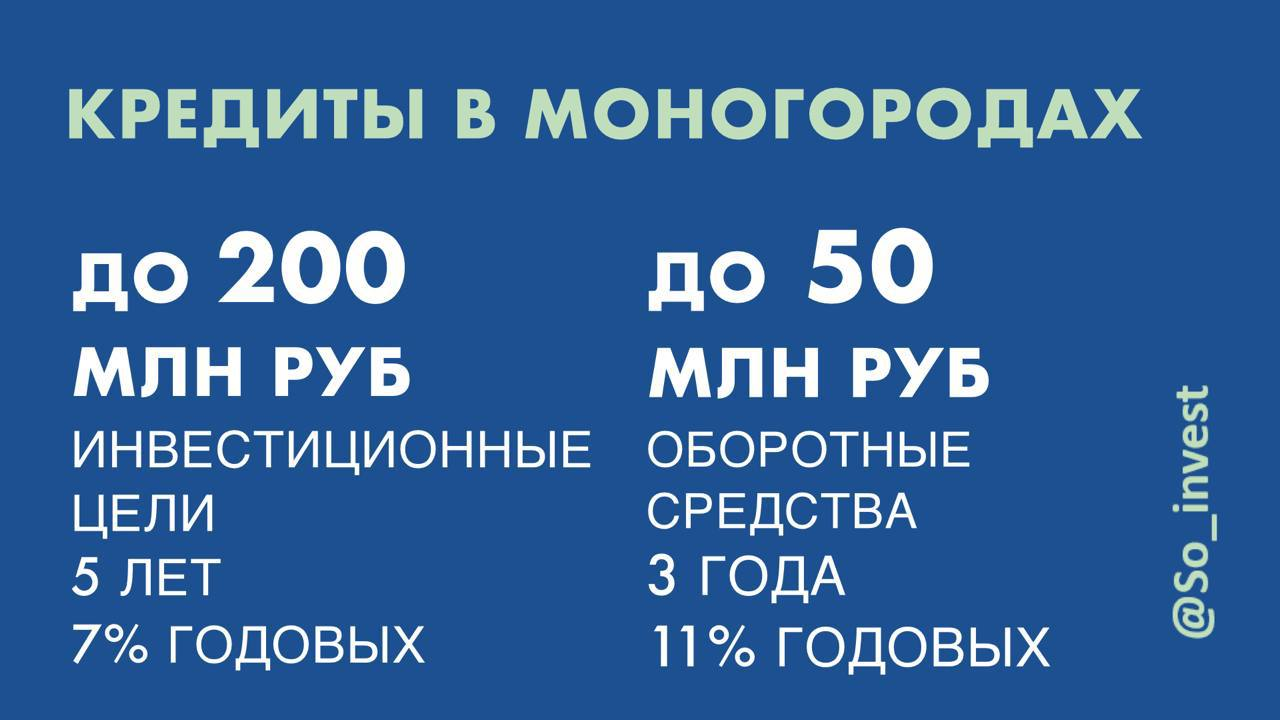 КРЕДИТЫ В МОНОГОРОДАХ
до 200
МЛН РУБ
ИНВЕСТИЦИОННЫЕ
ЦЕЛИ
5 ЛЕТ
7% ГОДОВЫХ
до 50
МЛН РУБ
ОБОРОТНЫЕ
СРЕДСТВА
3 ГОДА
11% ГОДОВЫХ
@So_invest